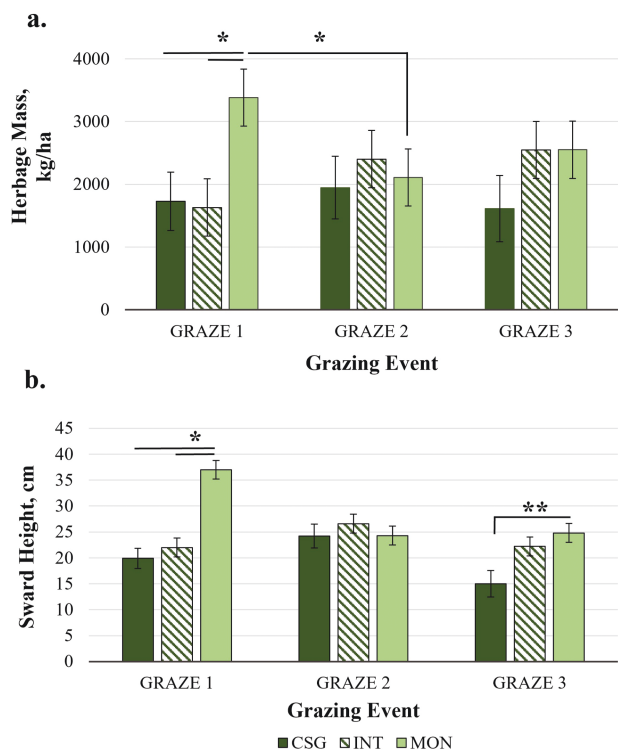 a.
* *
Herbage Mass,
kg/ha
4000
3000
2000
1000
0
GRAZE 1 GRAZE 2 GRAZE 3
Grazing Event
b.
Sward Height, cm
45
40
35
30
25
20
15
10
5
0
*
**
GRAZE 1 GRAZE 2 GRAZE 3
Grazing Event
CSG INT MON